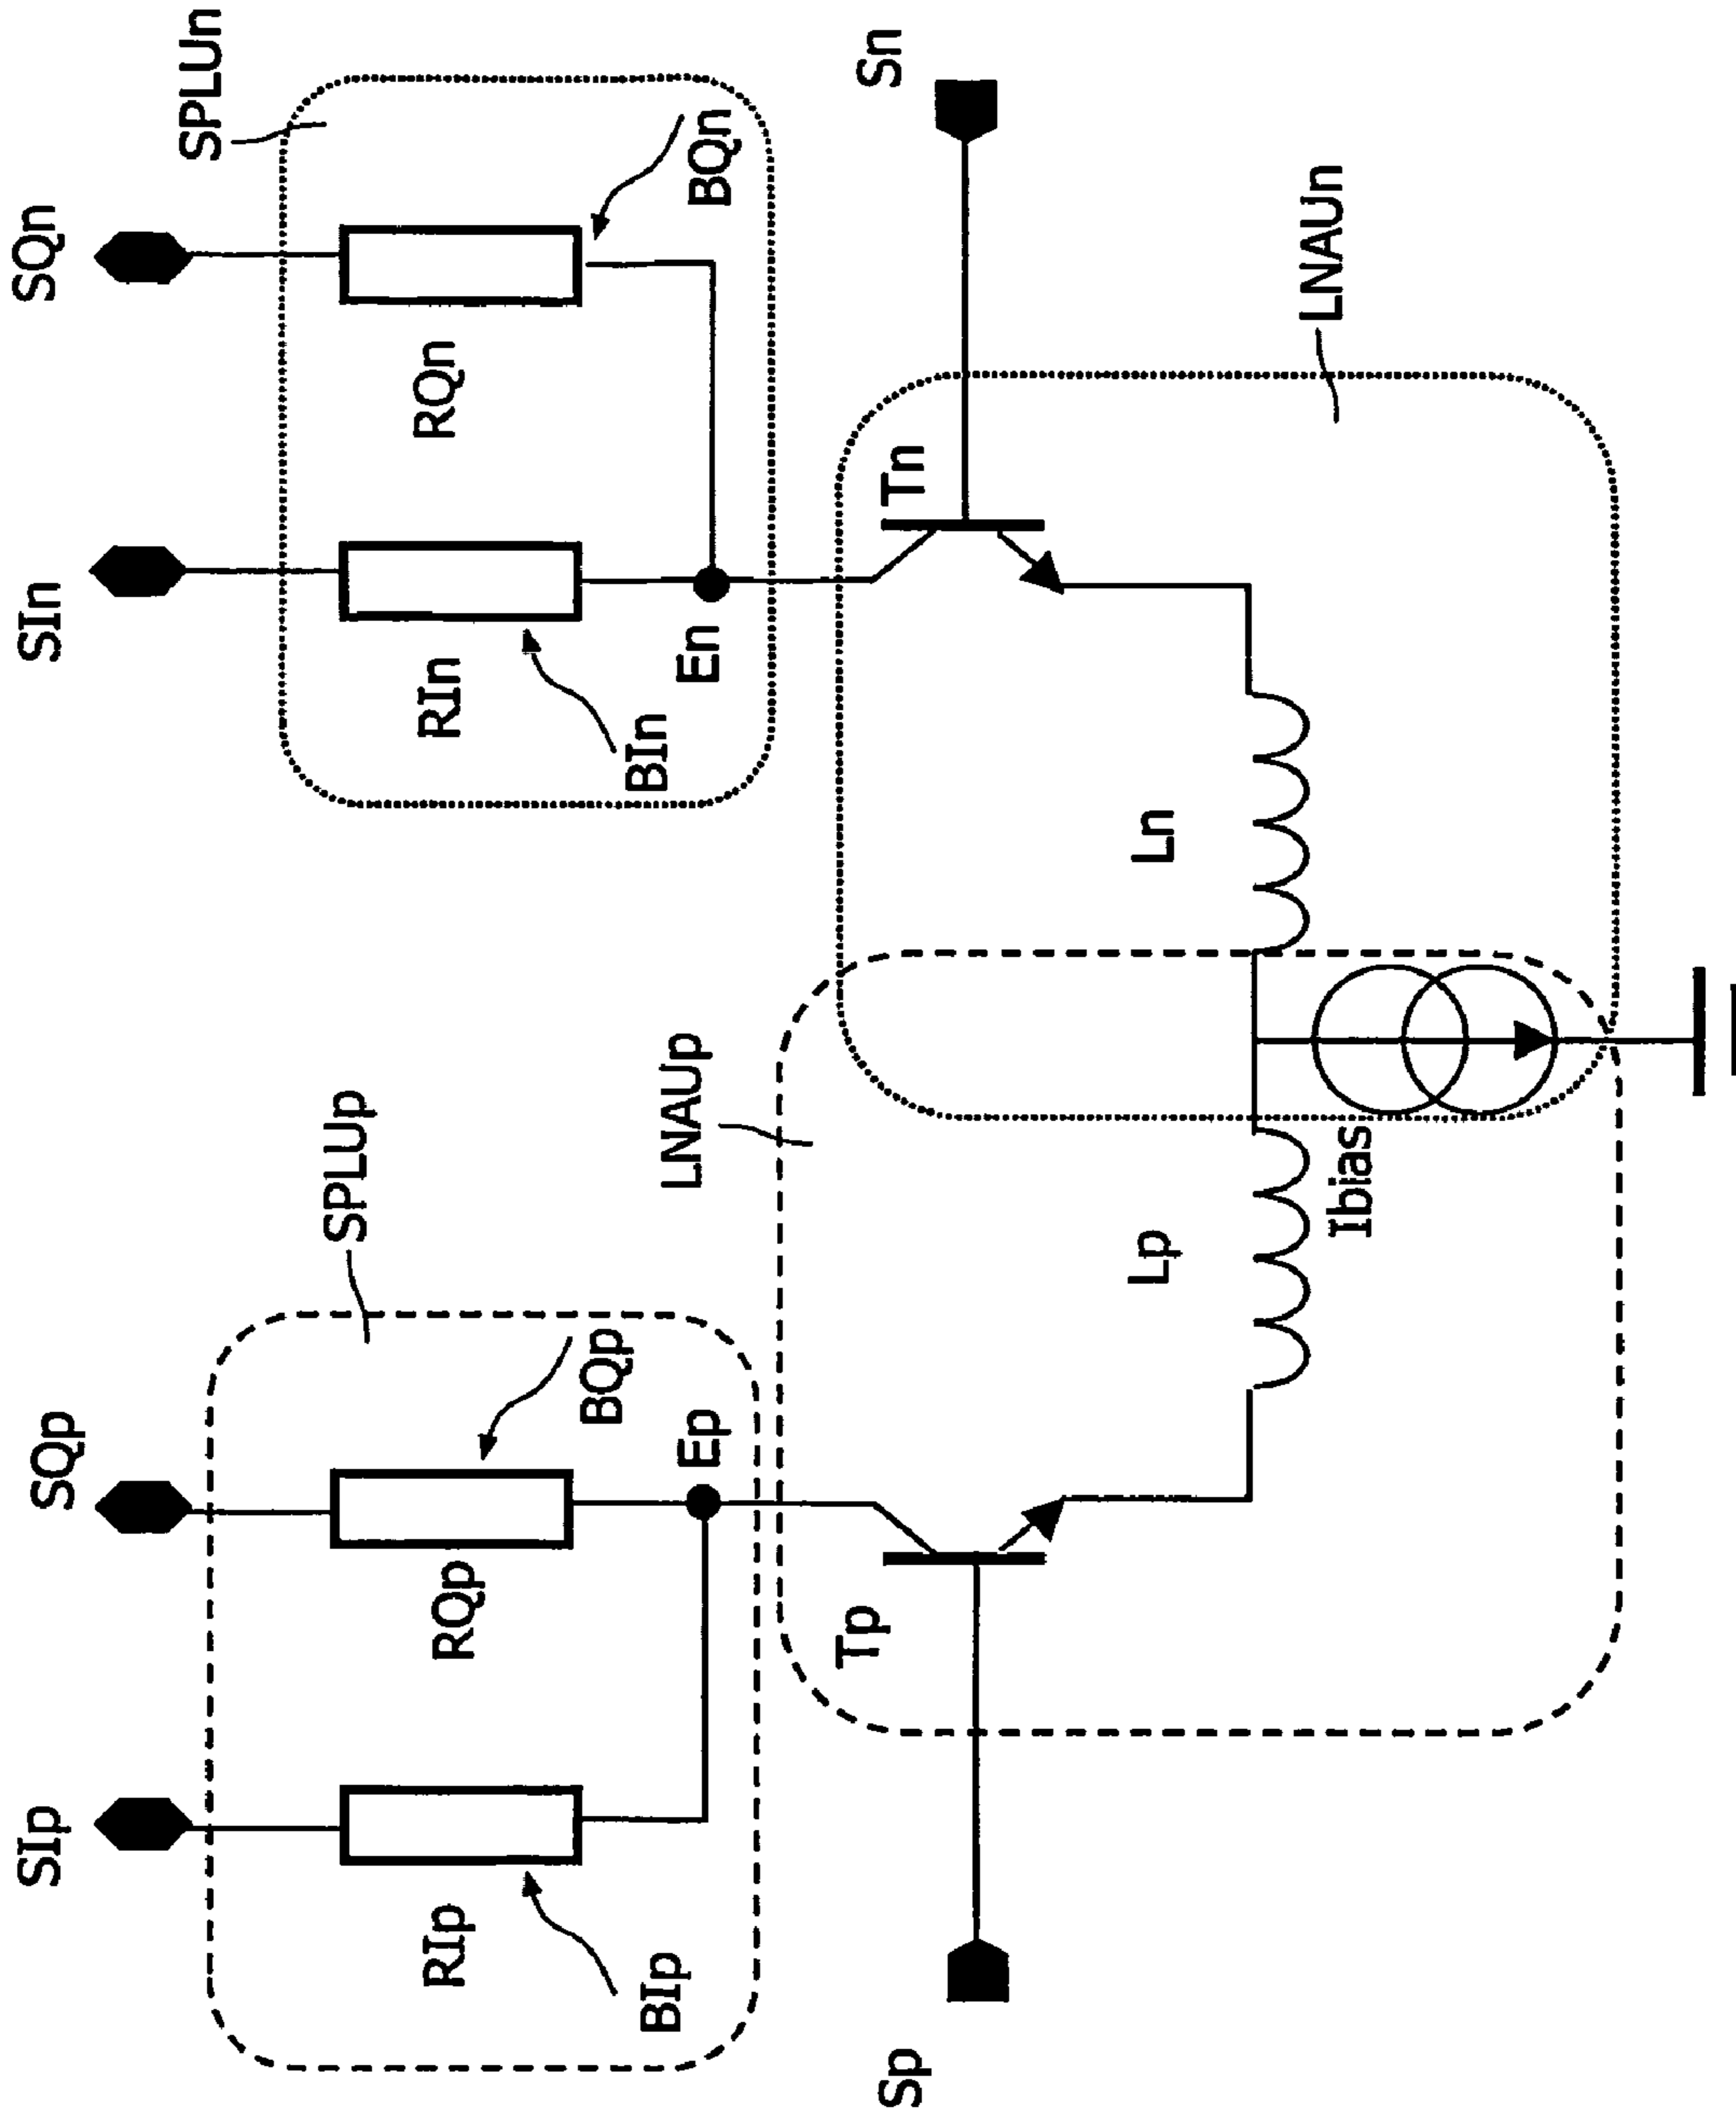 SIp
SQp
SIn
SQn
SPLUp
SPLUn
RIp
RQp
RIn
RQn
BIp
BQp
BIn
BQn
Ep
En
LNAUp
Sp
Tp
Tn
Sn
Lp
Ln
LNAUn
Ibias